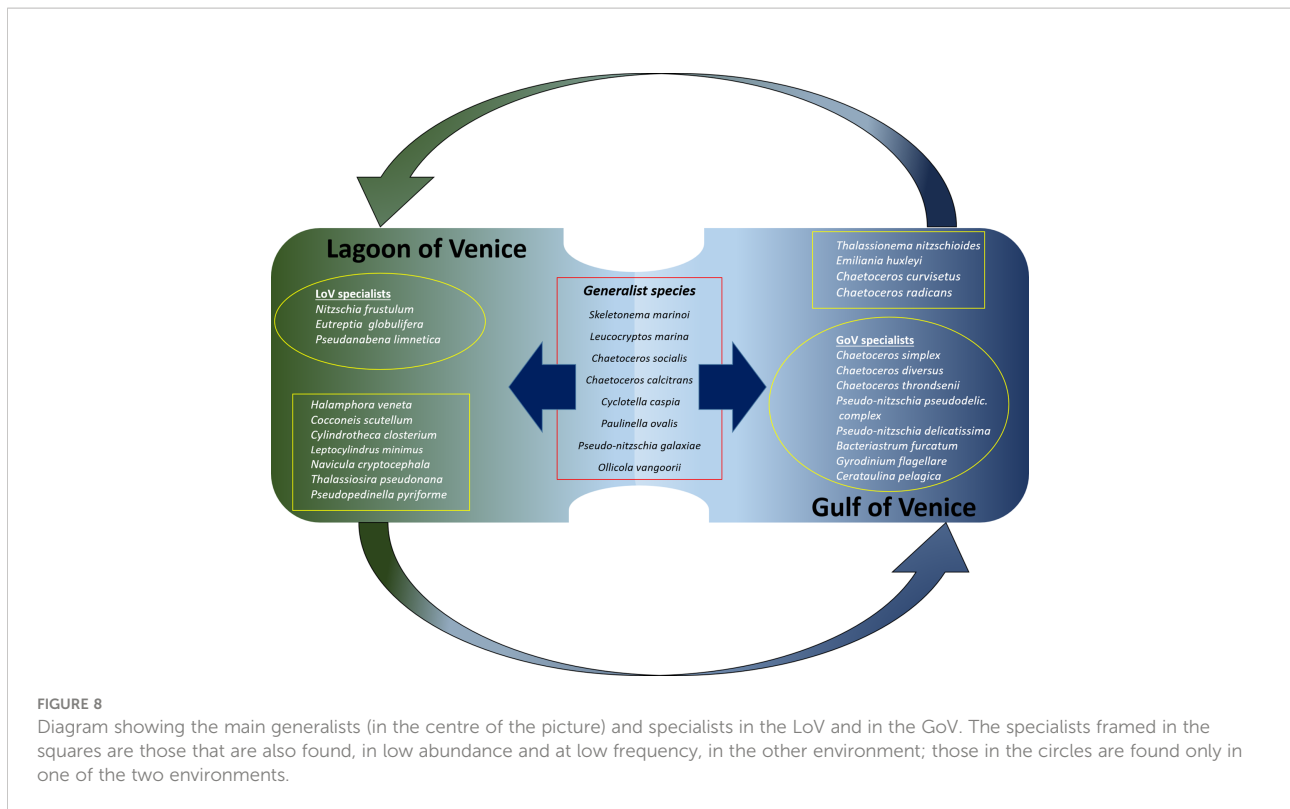 Lagoon of Venice
LoV specialists
Nitzschia frustulum
Eutreptia globulifera
Pseudanabena limnetica
Halamphora veneta
Cocconeis scutellum
Cylindrotheca closterium
Leptocylindrus minimus
Navicula cryptocephala
Thalassiosira pseudonana
Pseudopedinella pyriforme
Generalist species
Skeletonema marinoi
Leucocryptos marina
Chaetoceros socialis
Chaetoceros calcitrans
Cyclotella caspia
Paulinella ovalis
Pseudo-nitzschia galaxiae
Ollicola vangoorii
Thalassionema nitzschioides
Emiliania huxleyi
Chaetoceros curvisetus
Chaetoceros radicans
GoV specialists
Chaetoceros simplex
Chaetoceros diversus
Chaetoceros throndsenii
Pseudo-nitzschia pseudodelic.
complex
Pseudo-nitzschia delicatissima
Bacteriastrum furcatum
Gyrodinium flagellare
Cerataulina pelagica
Gulf of Venice
FIGURE 8
Diagram showing the main generalists (in the centre of the picture) and specialists in the LoV and in the GoV. The specialists framed in the
squares are those that are also found, in low abundance and at low frequency, in the other environment; those in the circles are found only in
one of the two environments.